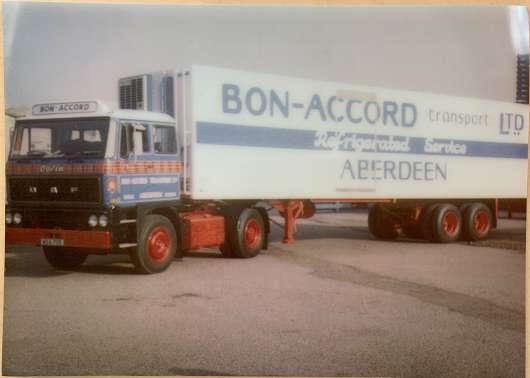 BON-ACCORD
BON-ACCORD transport LTD
Refrigerated Service
ABERDEEN
DAF